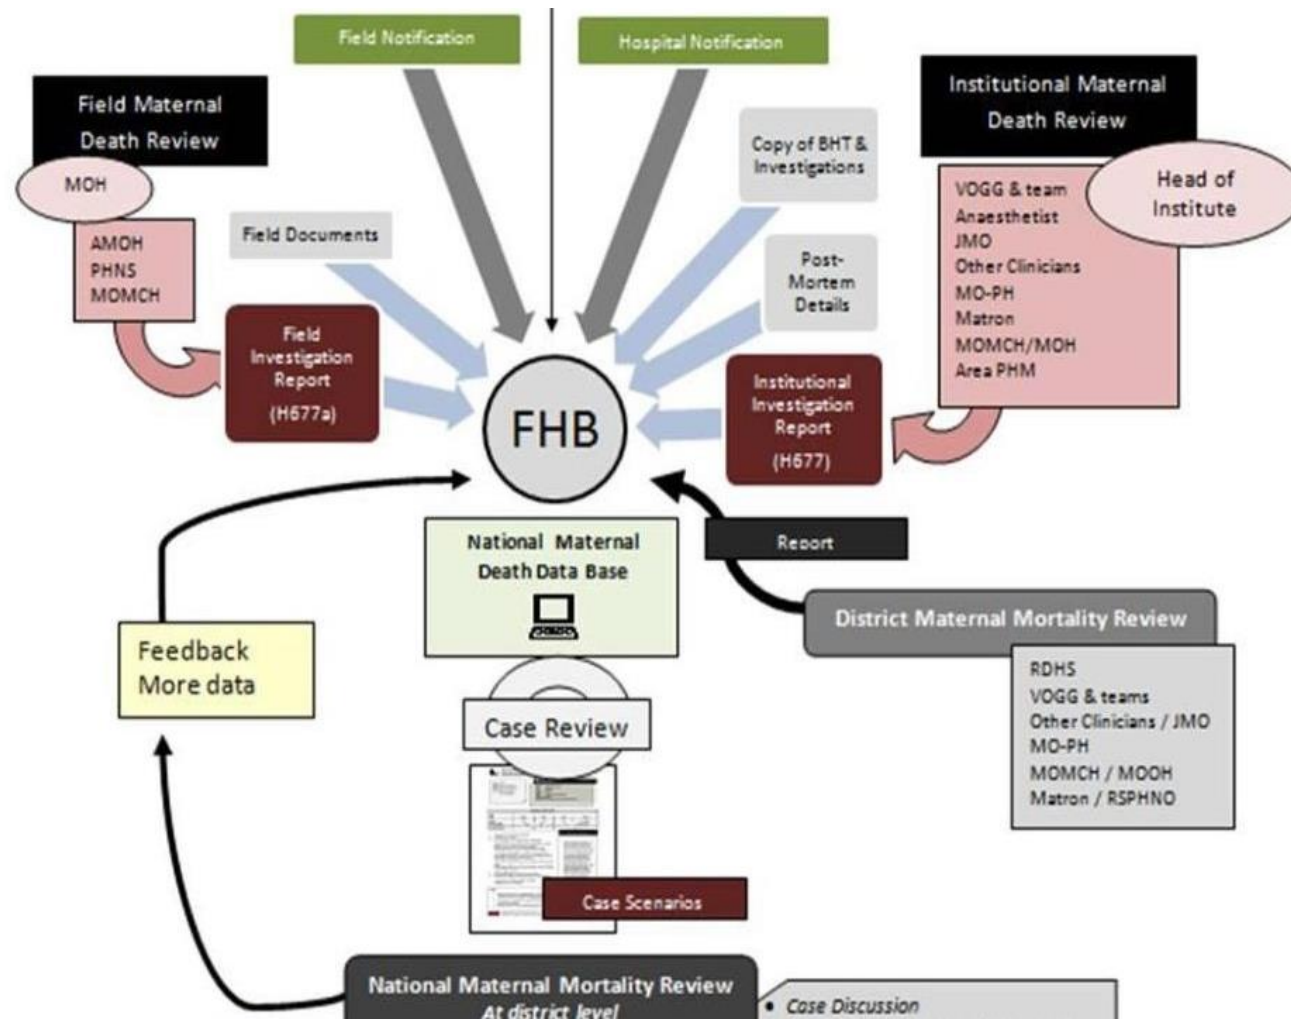 Field Notification
Hospital Notification
Field Maternal
Death Review
MOH
AMOH
PHNS
MOMCH
Field Documents
Field
Investigation
Report
(H677a)
Copy of BHT &
Investigations
Post-
Mortem
Details
Institutional Maternal
Death Review
Head of
Institute
VOGG & team
Anaesthetist
JMO
Other Clinicians
MO-PH
Matron
MOMCH/MOH
Area PHM
Institutional
Investigation
Report
(H677)
FHB
National Maternal
Death Data Base
Report
District Maternal Mortality Review
RDHS
VOGG & teams
Other Clinicians / JMO
MO-PH
MOMCH / MOOH
Matron / RSPHNO
Feedback
More data
Case Review
Case Scenarios
National Maternal Mortality Review
At district level
• Case Discussion